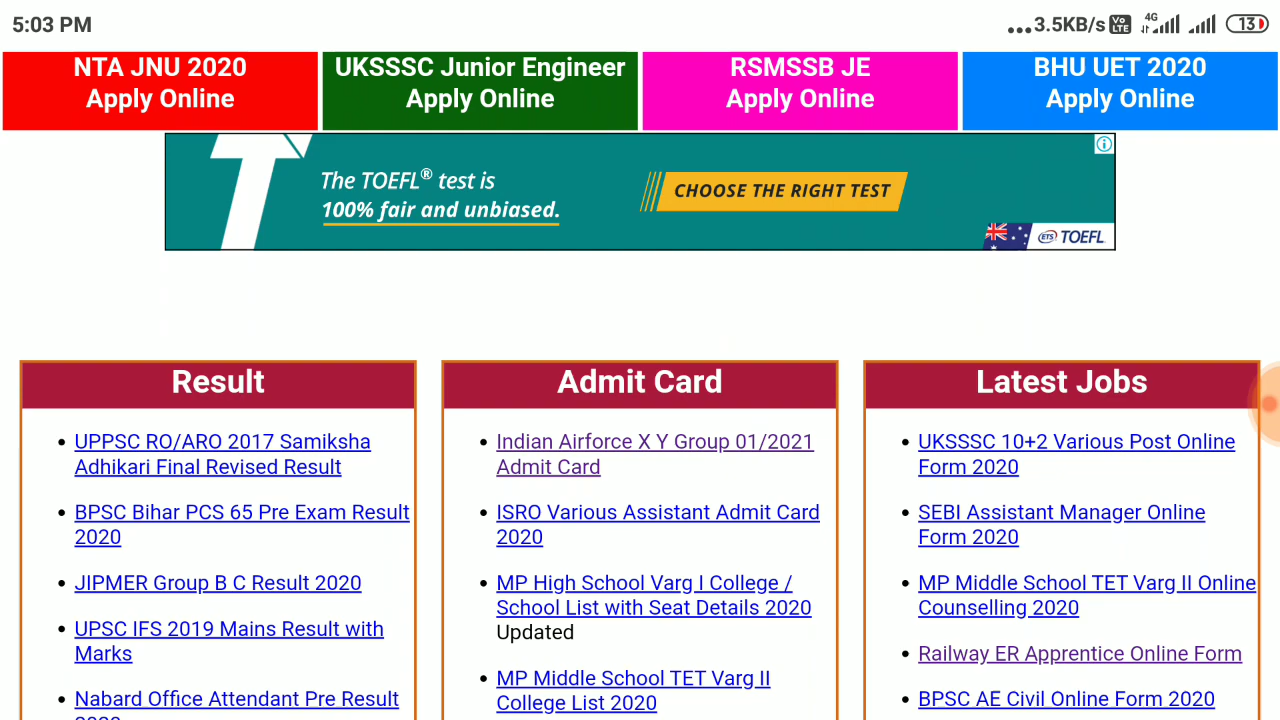 5:03 PM
...3.5KB/s Vo LTE 4G 13
NTA JNU 2020
Apply Online
UKSSSC Junior Engineer
Apply Online
RSMSSB JE
Apply Online
BHU UET 2020
Apply Online
The TOEFL® test is
100% fair and unbiased.
CHOOSE THE RIGHT TEST
ETS TOEFL
Result
UPPSC RO/ARO 2017 Samiksha
Adhikari Final Revised Result
BPSC Bihar PCS 65 Pre Exam Result
2020
JIPMER Group B C Result 2020
UPSC IFS 2019 Mains Result with
Marks
Nabard Office Attendant Pre Result
2020
Admit Card
Indian Airforce X Y Group 01/2021
Admit Card
ISRO Various Assistant Admit Card
2020
MP High School Varg I College /
School List with Seat Details 2020
Updated
MP Middle School TET Varg II
College List 2020
Latest Jobs
UKSSSC 10+2 Various Post Online
Form 2020
SEBI Assistant Manager Online
Form 2020
MP Middle School TET Varg II Online
Counselling 2020
Railway ER Apprentice Online Form
BPSC AE Civil Online Form 2020